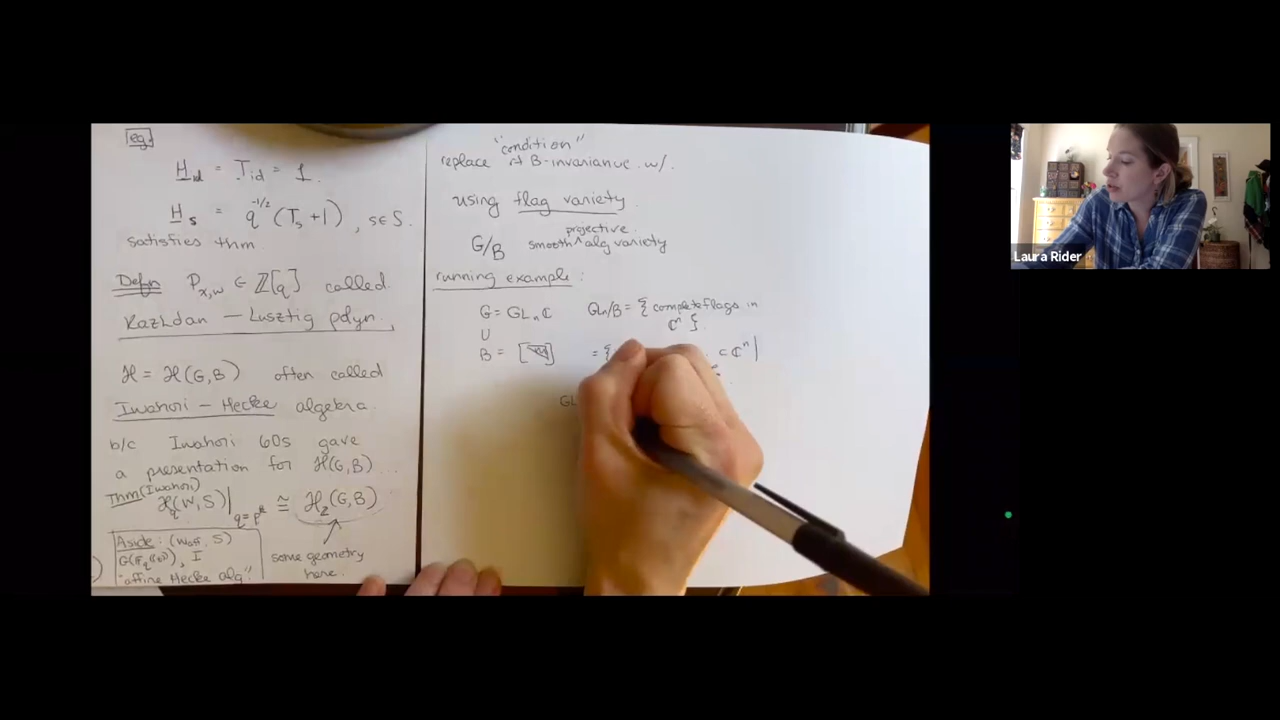 eg.
H_id = T_id = 1.
H_s = q^{-1/2} (T_s + 1) , s ∈ S.
satisfies thm
Defn P_{x,w} ∈ ℤ[q] called
Kazhdan – Lusztig polyn.
ℋ = ℋ(G,B) often called
Iwahori – Hecke algebra
b/c Iwahori 60s gave
a presentation for ℋ(G,B) ...
Thm (Iwahori)
ℋ_q(W,S)|_{q=p^k} ≅ ℋ_ℤ(G,B)
Aside: (W_aff, S)
I
"affine Hecke alg."
some geometry
here.
"condition"
replace B-invariance w/.
using flag variety.
projective
G/B smooth ^ alg variety
running example:
G = GL_n ℂ GL_n/B = { complete flags in
ℂ^n }.
∪
B = [ ] = { ⊂ ℂ^n |
GL
Laura Rider